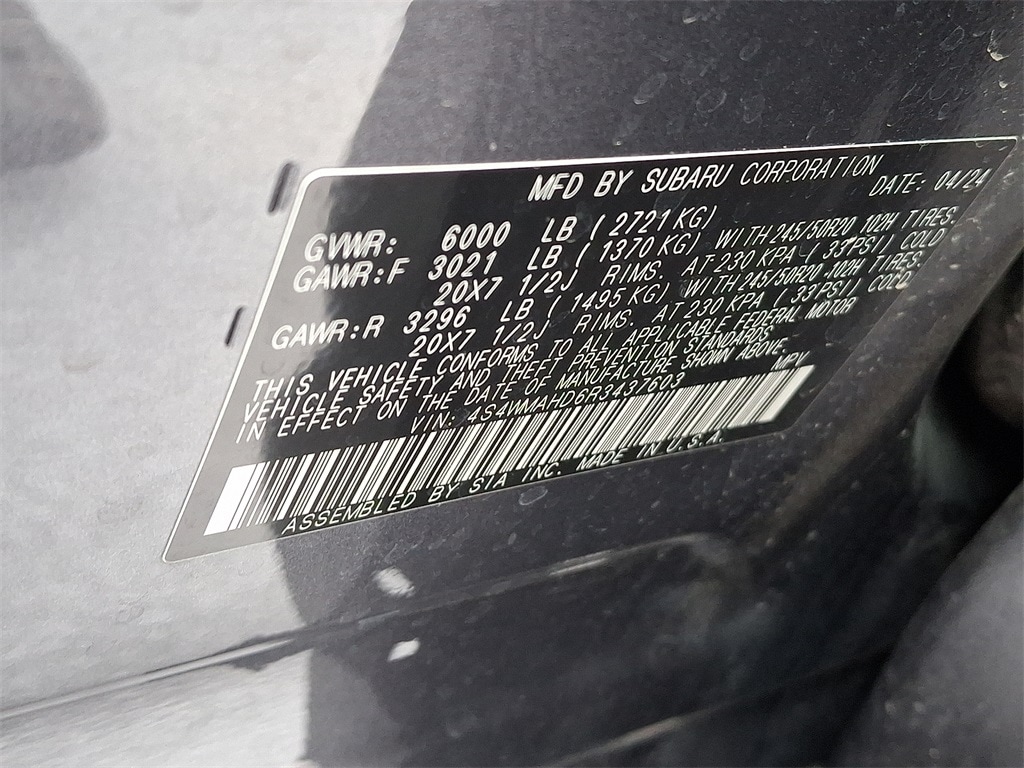 MFD BY SUBARU CORPORATION
DATE: 04/24
GVWR: 6000 LB (2721 KG)
GAWR:F 3021 LB (1370 KG) WITH 245/50R20 102H TIRES,
20X7 1/2J RIMS. AT 230 KPA (33PSI) COLD
GAWR:R 3296 LB (1495 KG) WITH 245/50R20 102H TIRES,
20X7 1/2J RIMS. AT 230 KPA (33PSI) COLD
THIS VEHICLE CONFORMS TO ALL APPLICABLE FEDERAL MOTOR
VEHICLE SAFETY AND THEFT PREVENTION STANDARDS
IN EFFECT ON THE DATE OF MANUFACTURE SHOWN ABOVE.
VIN: 4S4WMAHD6R3437603 MPV
ASSEMBLED BY SIA INC. MADE IN U.S.A.